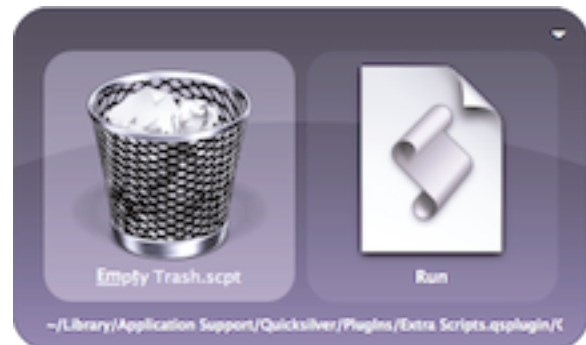 Empty Trash.scpt
Run
~/Library/Application Support/Quicksilver/PlugIns/Extra Scripts.qsplugin/C